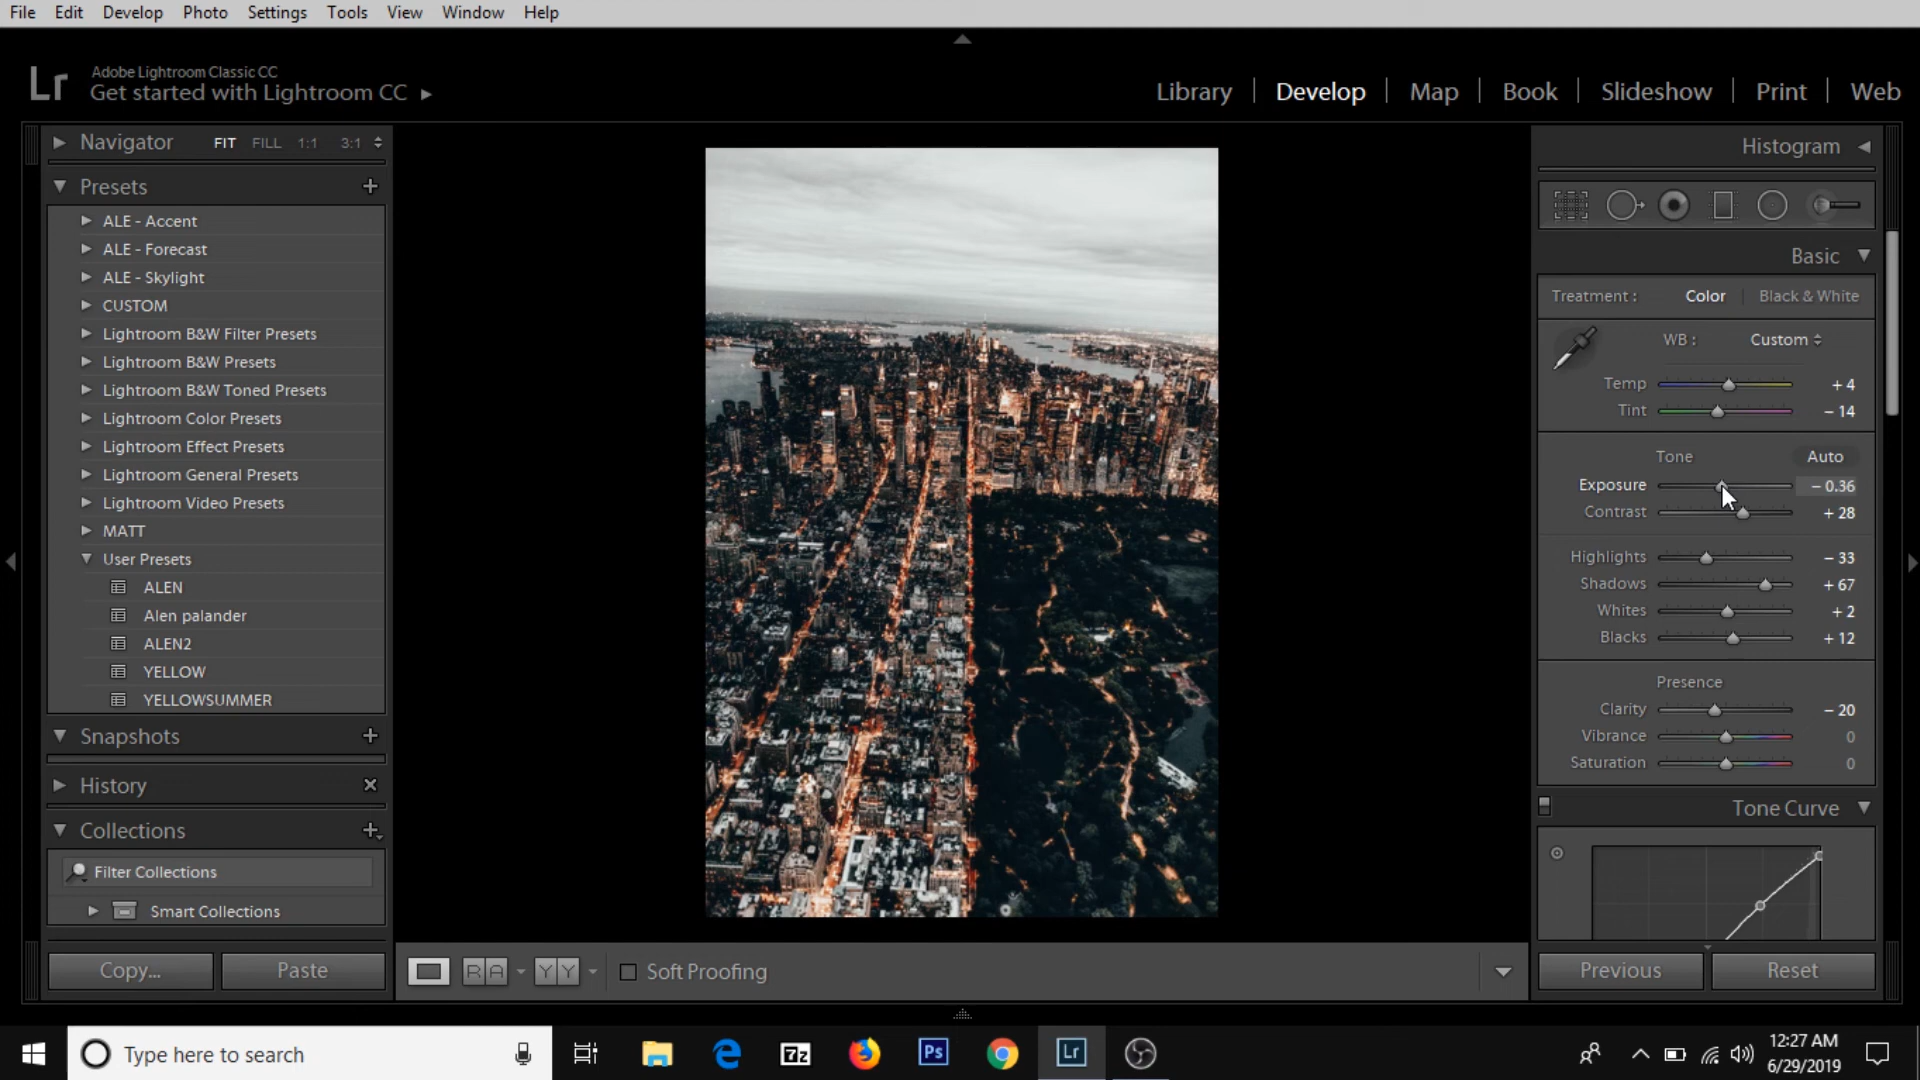 File Edit Develop Photo Settings Tools View Window Help
Lr Adobe Lightroom Classic CC
Get started with Lightroom CC
Library Develop Map Book Slideshow Print Web
Navigator FIT FILL 1:1 3:1
Presets
ALE - Accent
ALE - Forecast
ALE - Skylight
CUSTOM
Lightroom B&W Filter Presets
Lightroom B&W Presets
Lightroom B&W Toned Presets
Lightroom Color Presets
Lightroom Effect Presets
Lightroom General Presets
Lightroom Video Presets
MATT
User Presets
ALEN
Alen palander
ALEN2
YELLOW
YELLOWSUMMER
Snapshots
History
Collections
Filter Collections
Smart Collections
Copy... Paste
R A Y Y Soft Proofing
Histogram
Basic
Treatment : Color Black & White
WB : Custom
Temp + 4
Tint − 14
Tone Auto
Exposure − 0.36
Contrast + 28
Highlights − 33
Shadows + 67
Whites + 2
Blacks + 12
Presence
Clarity − 20
Vibrance 0
Saturation 0
Tone Curve
Previous Reset
Type here to search
7z
Ps
Lr
12:27 AM
6/29/2019